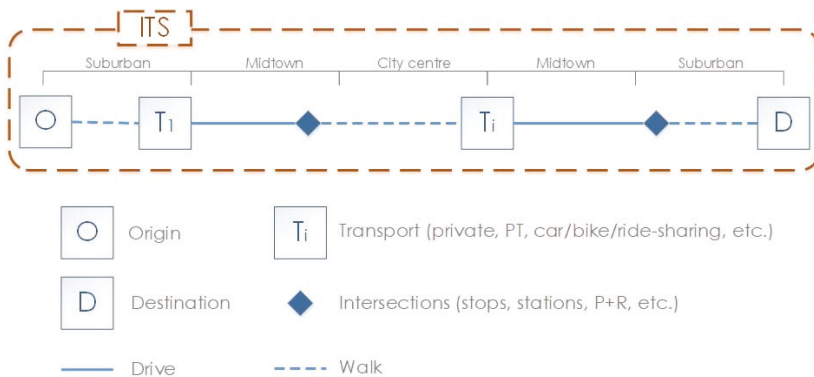 ITS
Suburban Midtown City centre Midtown Suburban
O T1 Ti Ti D
O Origin Ti Transport (private, PT, car/bike/ride-sharing, etc.)
D Destination Intersections (stops, stations, P+R, etc.)
Drive Walk